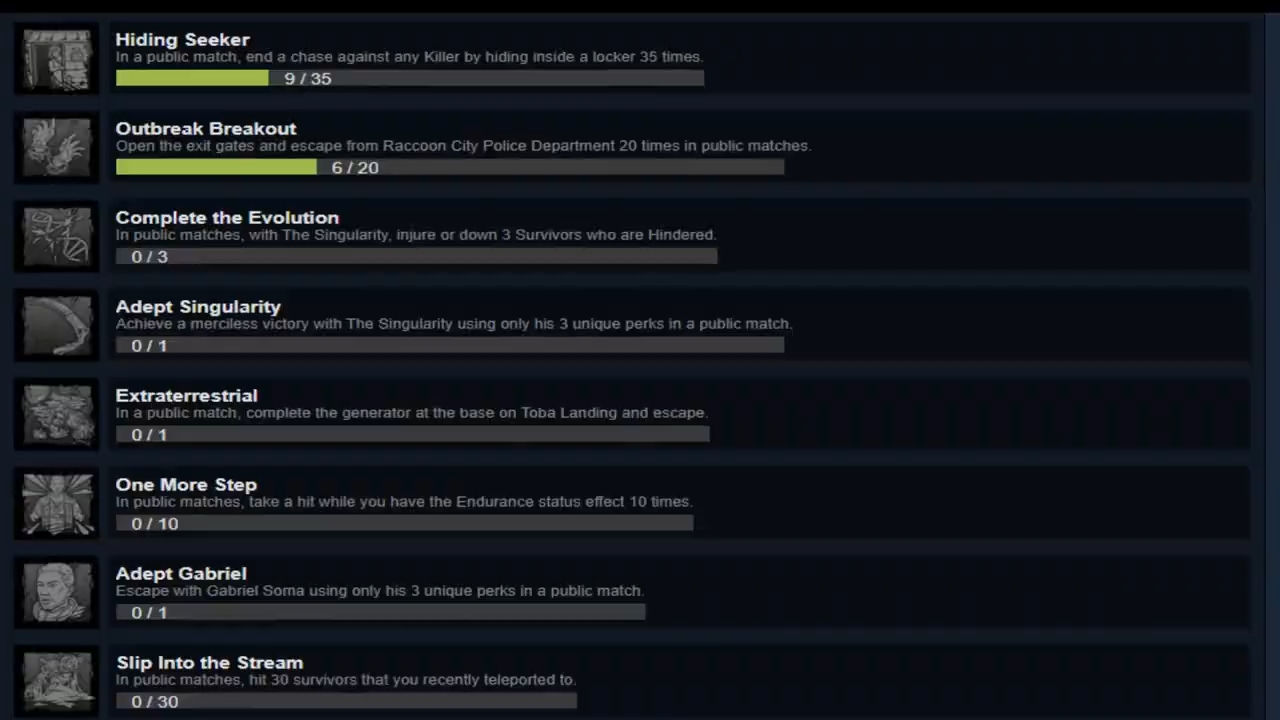 Hiding Seeker
In a public match, end a chase against any Killer by hiding inside a locker 35 times.
9 / 35
Outbreak Breakout
Open the exit gates and escape from Raccoon City Police Department 20 times in public matches.
6 / 20
Complete the Evolution
In public matches, with The Singularity, injure or down 3 Survivors who are Hindered.
0 / 3
Adept Singularity
Achieve a merciless victory with The Singularity using only his 3 unique perks in a public match.
0 / 1
Extraterrestrial
In a public match, complete the generator at the base on Toba Landing and escape.
0 / 1
One More Step
In public matches, take a hit while you have the Endurance status effect 10 times.
0 / 10
Adept Gabriel
Escape with Gabriel Soma using only his 3 unique perks in a public match.
0 / 1
Slip Into the Stream
In public matches, hit 30 survivors that you recently teleported to.
0 / 30